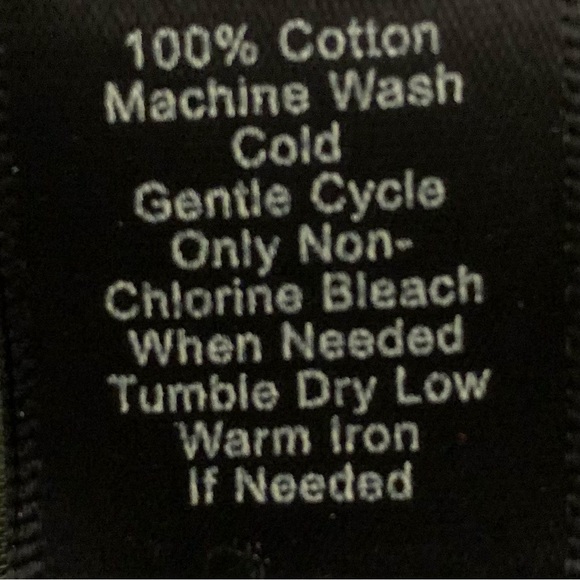 100% Cotton
Machine Wash
Cold
Gentle Cycle
Only Non-
Chlorine Bleach
When Needed
Tumble Dry Low
Warm Iron
If Needed